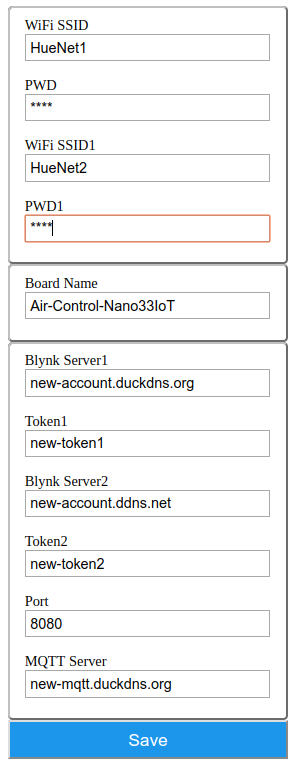 WiFi SSID
HueNet1
PWD
****
WiFi SSID1
HueNet2
PWD1
****
Board Name
Air-Control-Nano33IoT
Blynk Server1
new-account.duckdns.org
Token1
new-token1
Blynk Server2
new-account.ddns.net
Token2
new-token2
Port
8080
MQTT Server
new-mqtt.duckdns.org
Save